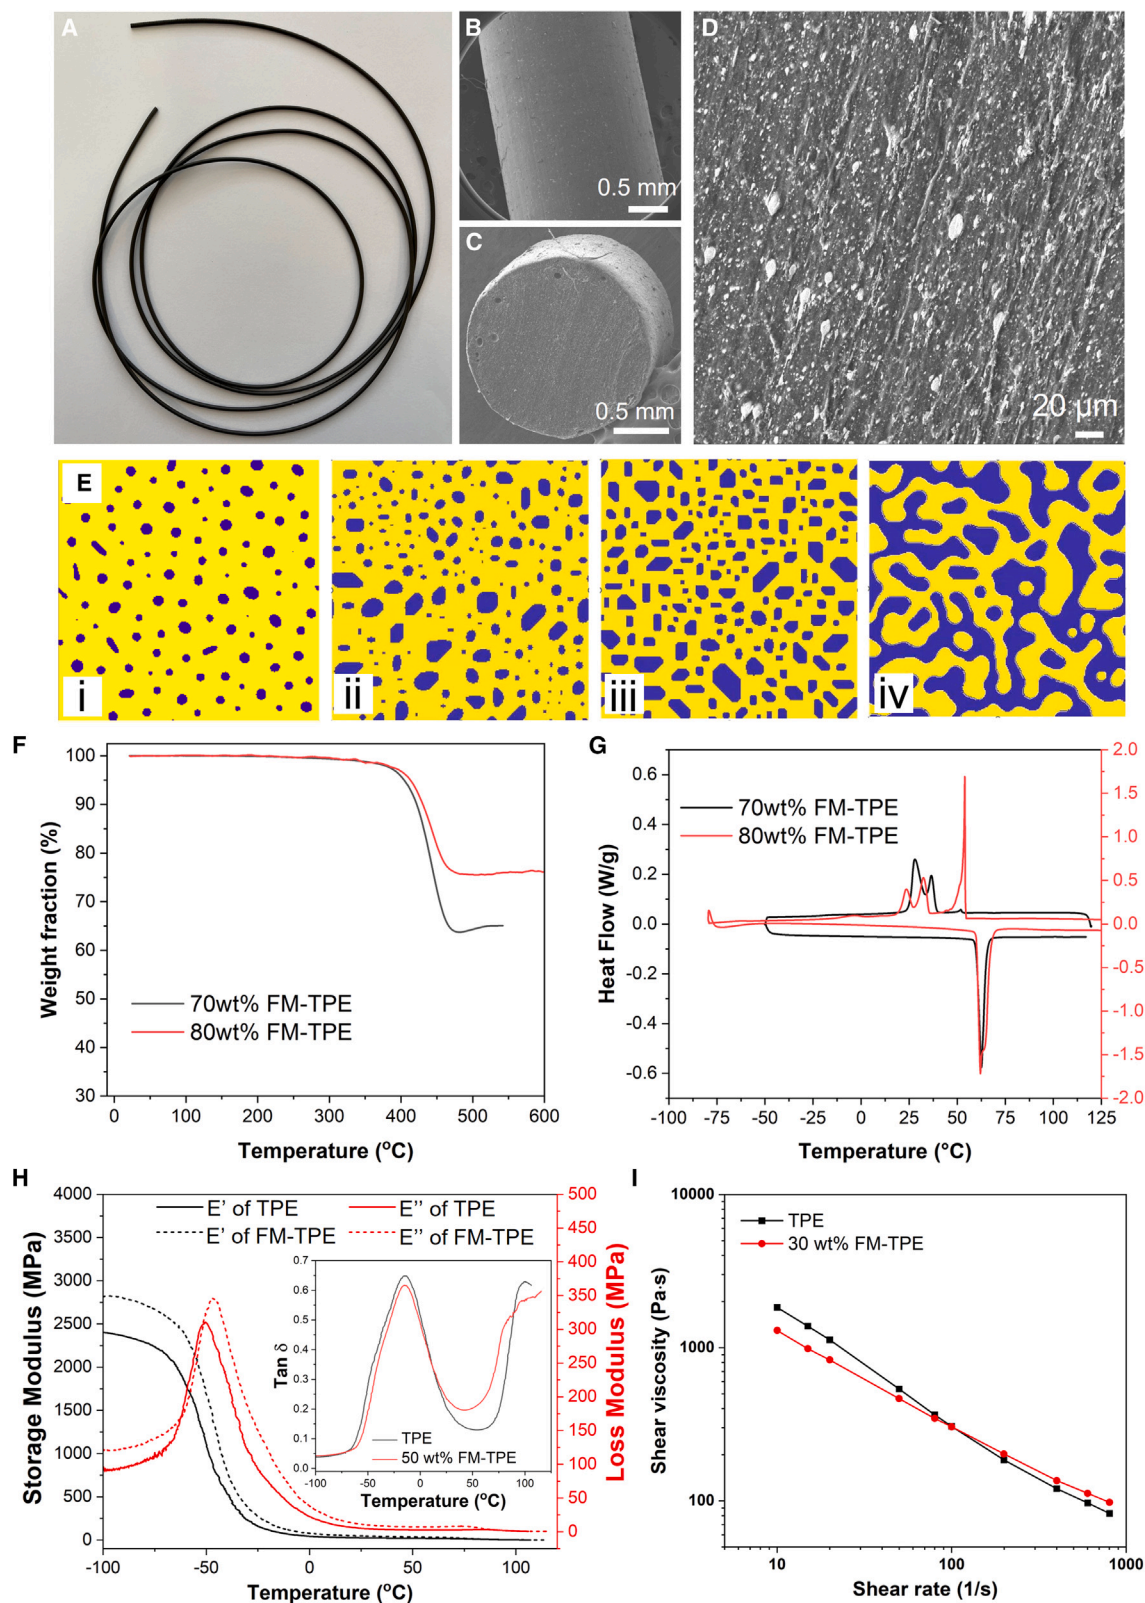 A
B
0.5 mm
C
0.5 mm
D
20 µm
E
i
ii
iii
iv
F
Weight fraction (%)
100
90
80
70
60
50
40
30
70wt% FM-TPE
80wt% FM-TPE
0
100
200
300
400
500
600
Temperature (oC)
G
Heat Flow (W/g)
0.6
0.4
0.2
0.0
-0.2
-0.4
-0.6
70wt% FM-TPE
80wt% FM-TPE
2.0
1.5
1.0
0.5
0.0
-0.5
-1.0
-1.5
-2.0
-100
-75
-50
-25
0
25
50
75
100
125
Temperature (°C)
H
Storage Modulus (MPa)
4000
3500
3000
2750
2500
2250
2000
1750
1500
1250
1000
750
500
250
0
E' of TPE
E' of FM-TPE
E'' of TPE
E'' of FM-TPE
500
450
400
350
300
250
200
150
100
50
0
Loss Modulus (MPa)
-100
-50
0
50
100
Temperature (oC)
Tan δ
0.6
0.5
0.4
0.3
0.2
0.1
0.0
TPE
50 wt% FM-TPE
-100
-50
0
50
100
Temperature (oC)
I
Shear viscosity (Pa·s)
10000
1000
100
TPE
30 wt% FM-TPE
10
100
1000
Shear rate (1/s)